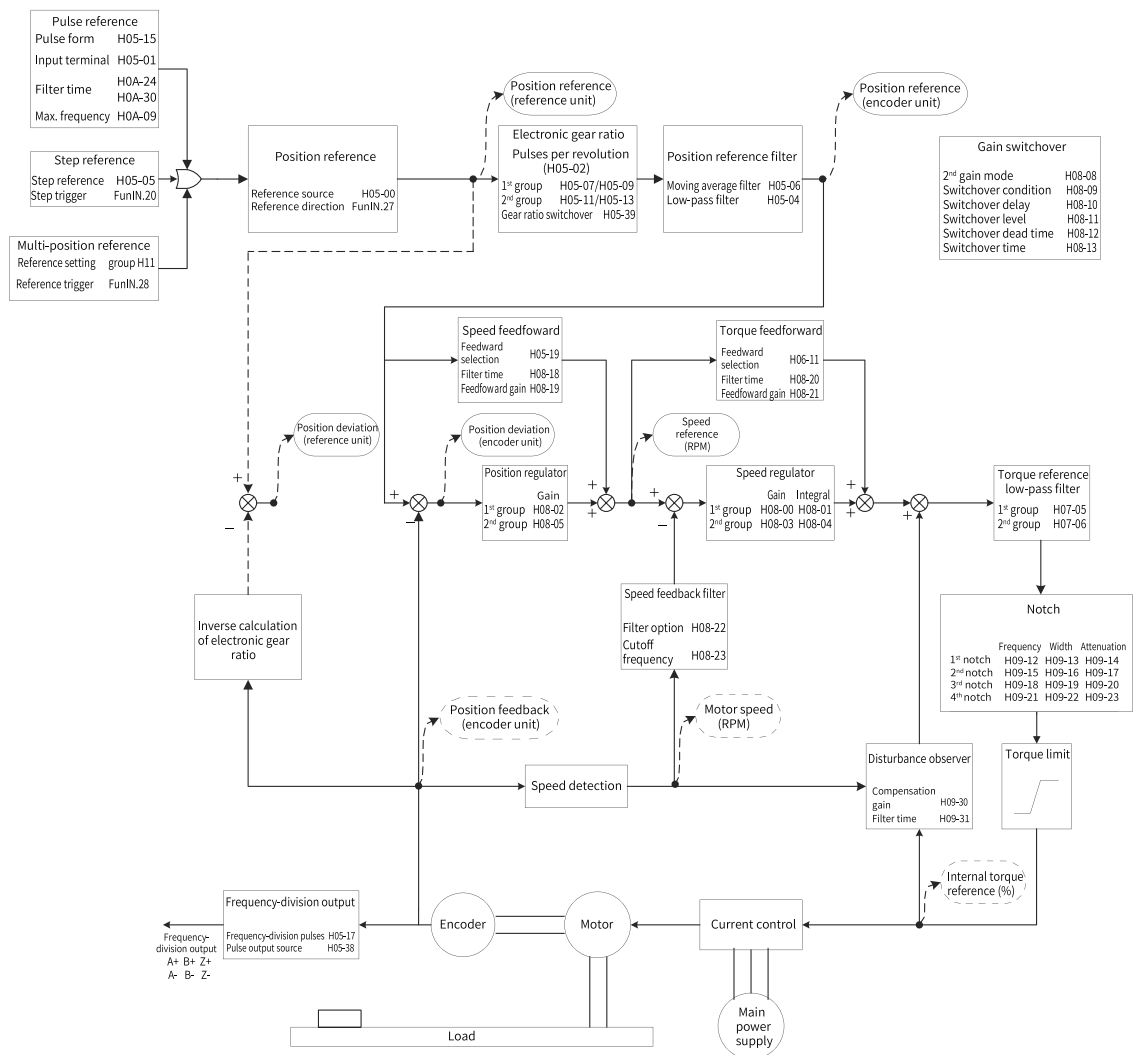 Pulse reference
Pulse form H05-15
Input terminal H05-01
Filter time H0A-24
H0A-30
Max. frequency H0A-09
Step reference
Step reference H05-05
Step trigger FunIN.20
Multi-position reference
Reference setting group H11
Reference trigger FunIN.28
Position reference
Reference source H05-00
Reference direction FunIN.27
Position reference
(reference unit)
Electronic gear ratio
Pulses per revolution
(H05-02)
1st group H05-07/H05-09
2nd group H05-11/H05-13
Gear ratio switchover H05-39
Position reference filter
Moving average filter H05-06
Low-pass filter H05-04
Position reference
(encoder unit)
Gain switchover
2nd gain mode H08-08
Switchover condition H08-09
Switchover delay H08-10
Switchover level H08-11
Switchover dead time H08-12
Switchover time H08-13
Speed feedfoward
Feedward
selection H05-19
Filter time H08-18
Feedfoward gain H08-19
Torque feedforward
Feedward
selection H06-11
Filter time H08-20
Feedfoward gain H08-21
Position deviation
(reference unit)
Position deviation
(encoder unit)
Speed
reference
(RPM)
+
−
+
−
Position regulator
Gain
1st group H08-02
2nd group H08-05
+
+
+
−
Speed regulator
Gain Integral
1st group H08-00 H08-01
2nd group H08-03 H08-04
+
+
+
Torque reference
low-pass filter
1st group H07-05
2nd group H07-06
Inverse calculation
of electronic gear
ratio
Speed feedback filter
Filter option H08-22
Cutoff
frequency H08-23
Notch
Frequency Width Attenuation
1st notch H09-12 H09-13 H09-14
2nd notch H09-15 H09-16 H09-17
3rd notch H09-18 H09-19 H09-20
4th notch H09-21 H09-22 H09-23
Position feedback
(encoder unit)
Motor speed
(RPM)
Speed detection
Disturbance observer
Compensation
gain H09-30
Filter time H09-31
Torque limit
Internal torque
reference (%)
Frequency-division output
Frequency-division pulses H05-17
Pulse output source H05-38
Encoder
Motor
Current control
Frequency-
division output
A+ B+ Z+
A- B- Z-
Main
power
supply
Load